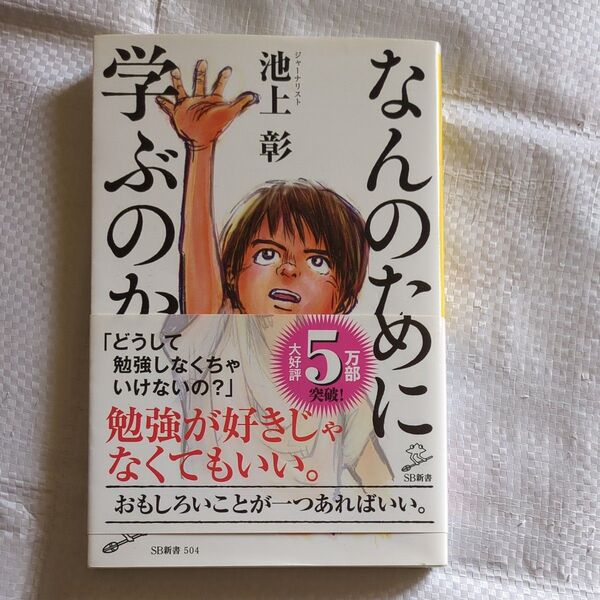 なんのために
学ぶのか
ジャーナリスト
池上 彰
「どうして
勉強しなくちゃ
いけないの？」
大好評
5万部
突破！
勉強が好きじゃ
なくてもいい。
おもしろいことが一つあればいい。
SB新書
SB新書 504